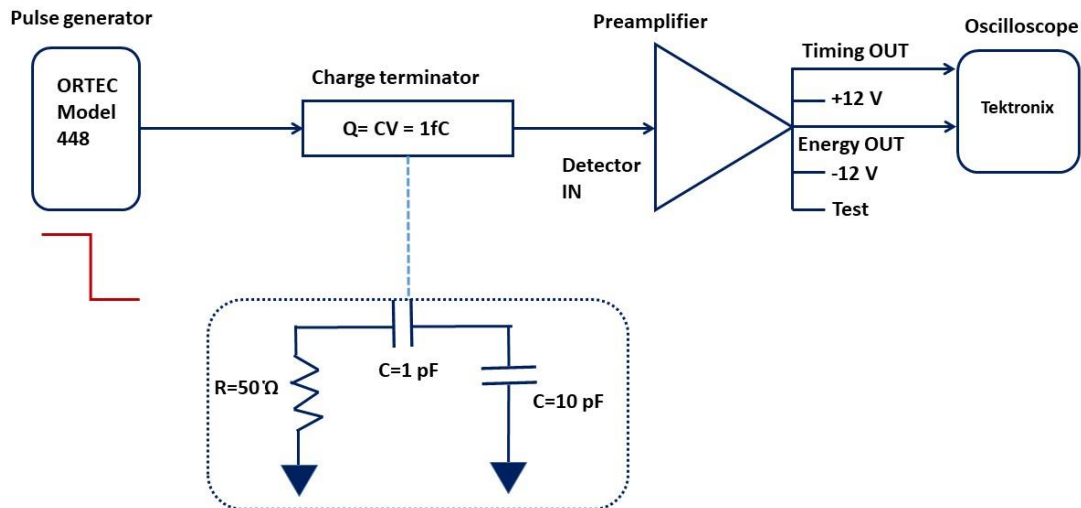 Pulse generator
ORTEC
Model
448
Charge terminator
Q= CV = 1fC
Preamplifier
Detector
IN
Timing OUT
+12 V
Energy OUT
-12 V
Test
Oscilloscope
Tektronix
R=50Ω
C=1 pF
C=10 pF